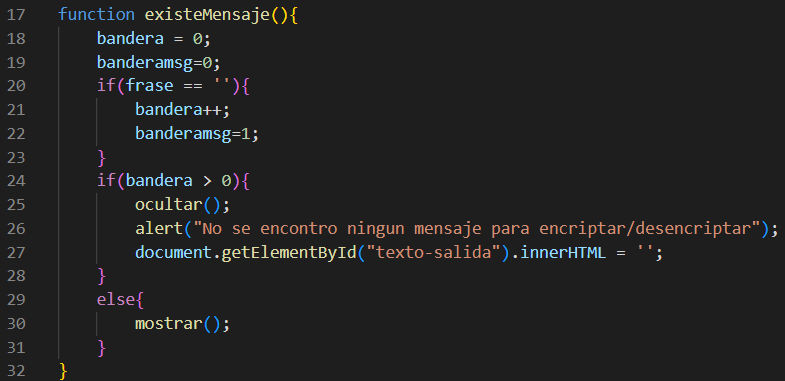 17 function existeMensaje(){
18 bandera = 0;
19 banderamsg=0;
20 if(frase == ''){
21 bandera++;
22 banderamsg=1;
23 }
24 if(bandera > 0){
25 ocultar();
26 alert("No se encontro ningun mensaje para encriptar/desencriptar");
27 document.getElementById("texto-salida").innerHTML = '';
28 }
29 else{
30 mostrar();
31 }
32 }